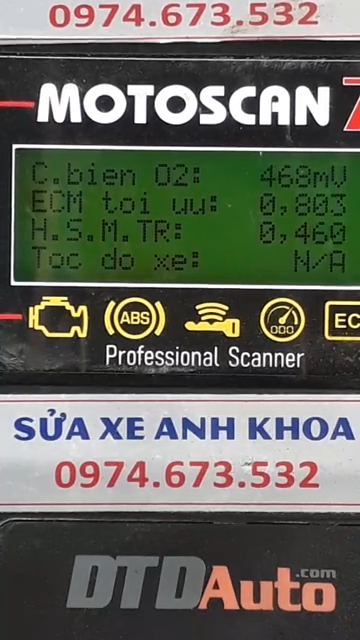 0974.673.532
MOTOSCAN 7
C.bien O2: 468mV
ECM toi uu: 0,803
H.S.M.TR: 0,460
Toc do xe: N/A
ABS
EC
Professional Scanner
SỬA XE ANH KHOA
0974.673.532
DTDAuto.com